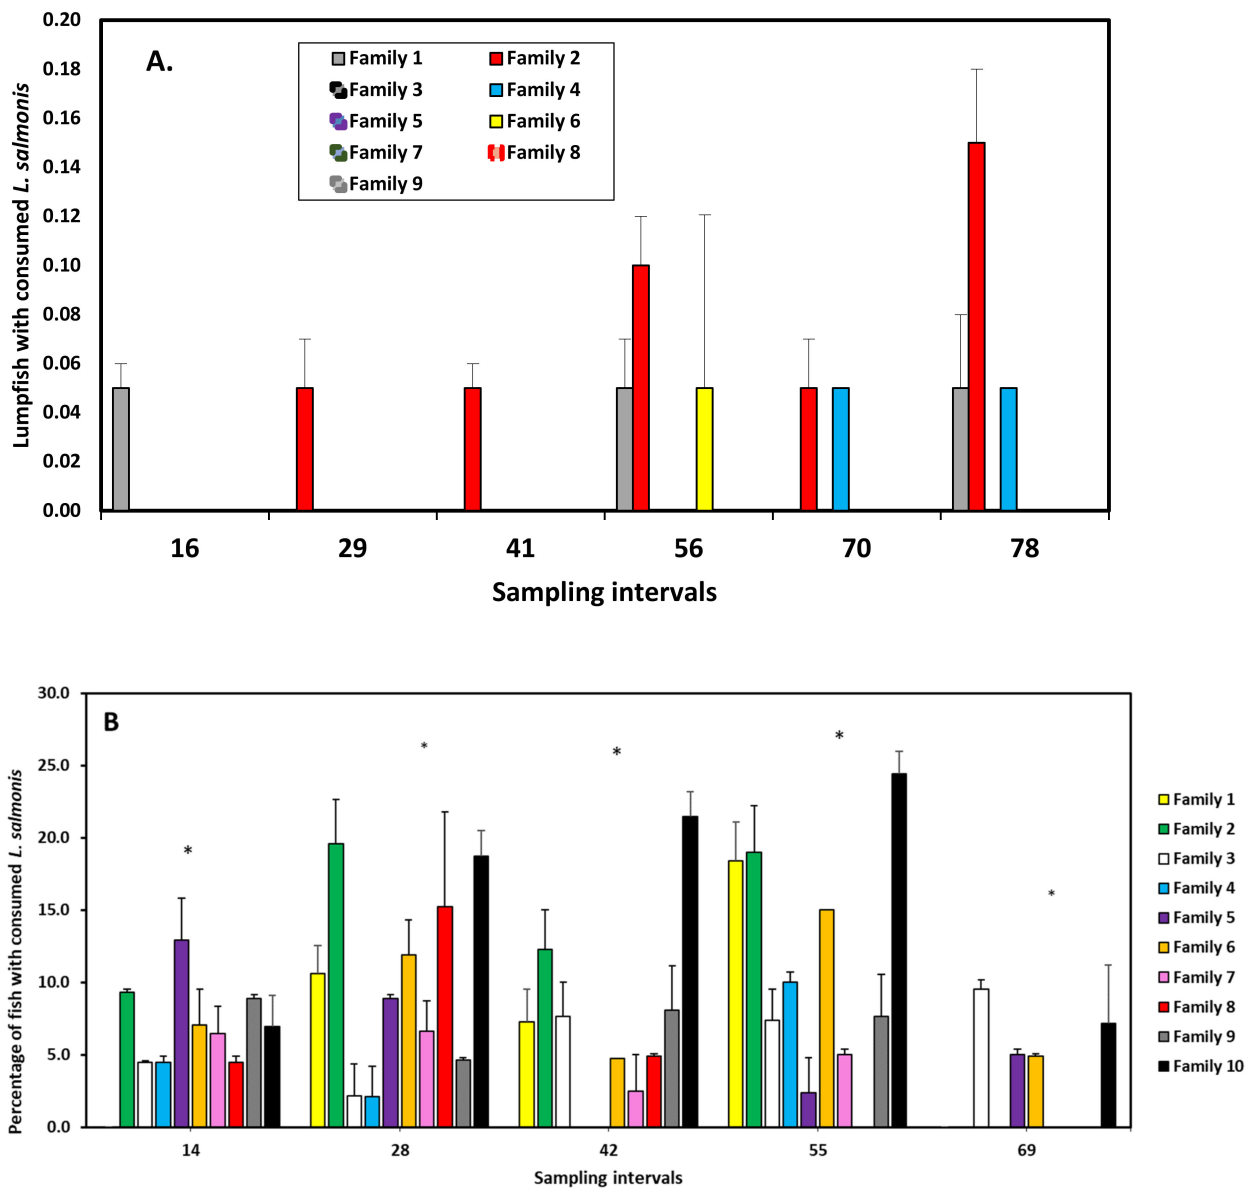 0.20
0.18
0.16
0.14
0.12
0.10
0.08
0.06
0.04
0.02
0.00
Lumpfish with consumed L. salmonis
A.
Family 1 Family 2
Family 3 Family 4
Family 5 Family 6
Family 7 Family 8
Family 9
16 29 41 56 70 78
Sampling intervals
30.0
25.0
20.0
15.0
10.0
5.0
0.0
Percentage of fish with consumed L. salmonis
B
*
*
*
*
*
14 28 42 55 69
Sampling intervals
Family 1
Family 2
Family 3
Family 4
Family 5
Family 6
Family 7
Family 8
Family 9
Family 10